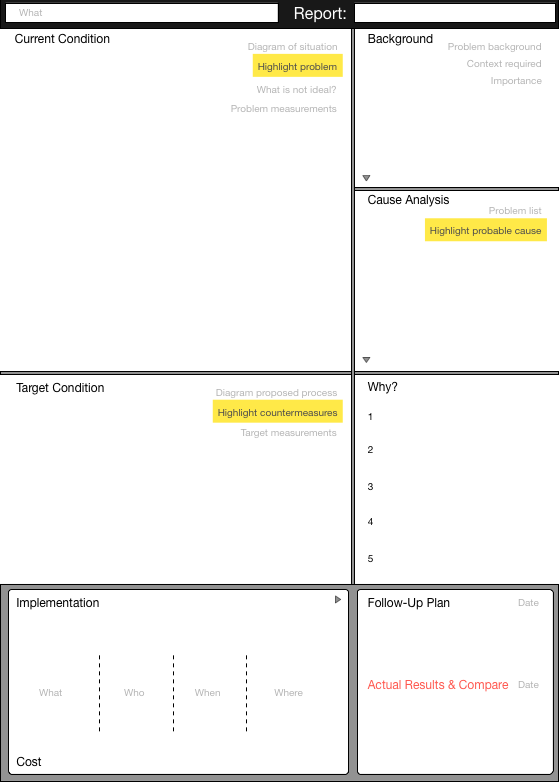 What
Report:
Current Condition
Diagram of situation
Highlight problem
What is not ideal?
Problem measurements
Background
Problem background
Context required
Importance
Cause Analysis
Problem list
Highlight probable cause
Target Condition
Diagram proposed process
Highlight countermeasures
Target measurements
Why?
1
2
3
4
5
Implementation
What Who When Where
Cost
Follow-Up Plan Date
Actual Results & Compare Date